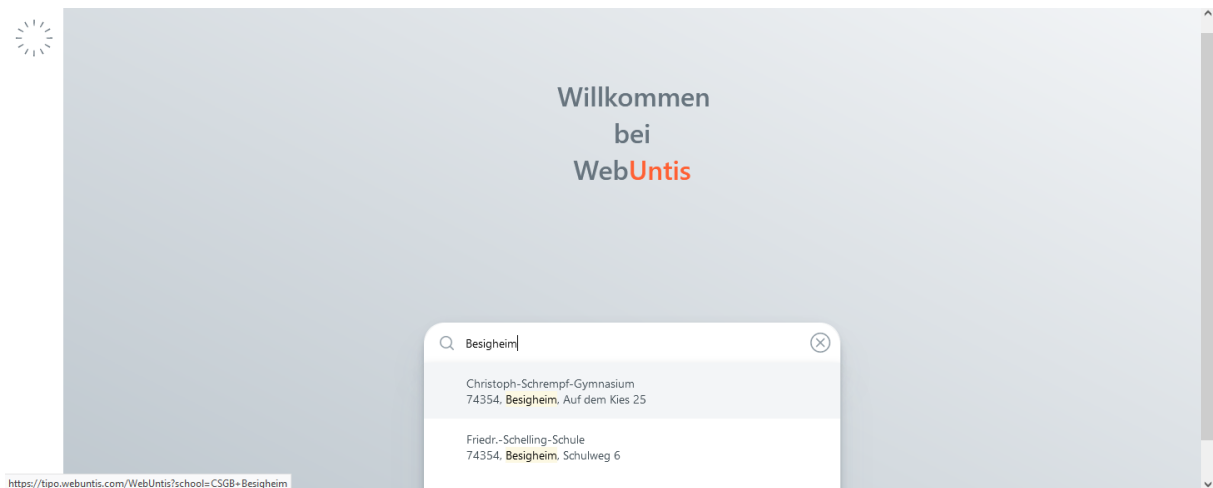 Willkommen
bei
WebUntis
Besigheim
Christoph-Schrempf-Gymnasium
74354, Besigheim, Auf dem Kies 25
Friedr.-Schelling-Schule
74354, Besigheim, Schulweg 6
https://tipo.webuntis.com/WebUntis?school=CSGB+Besigheim